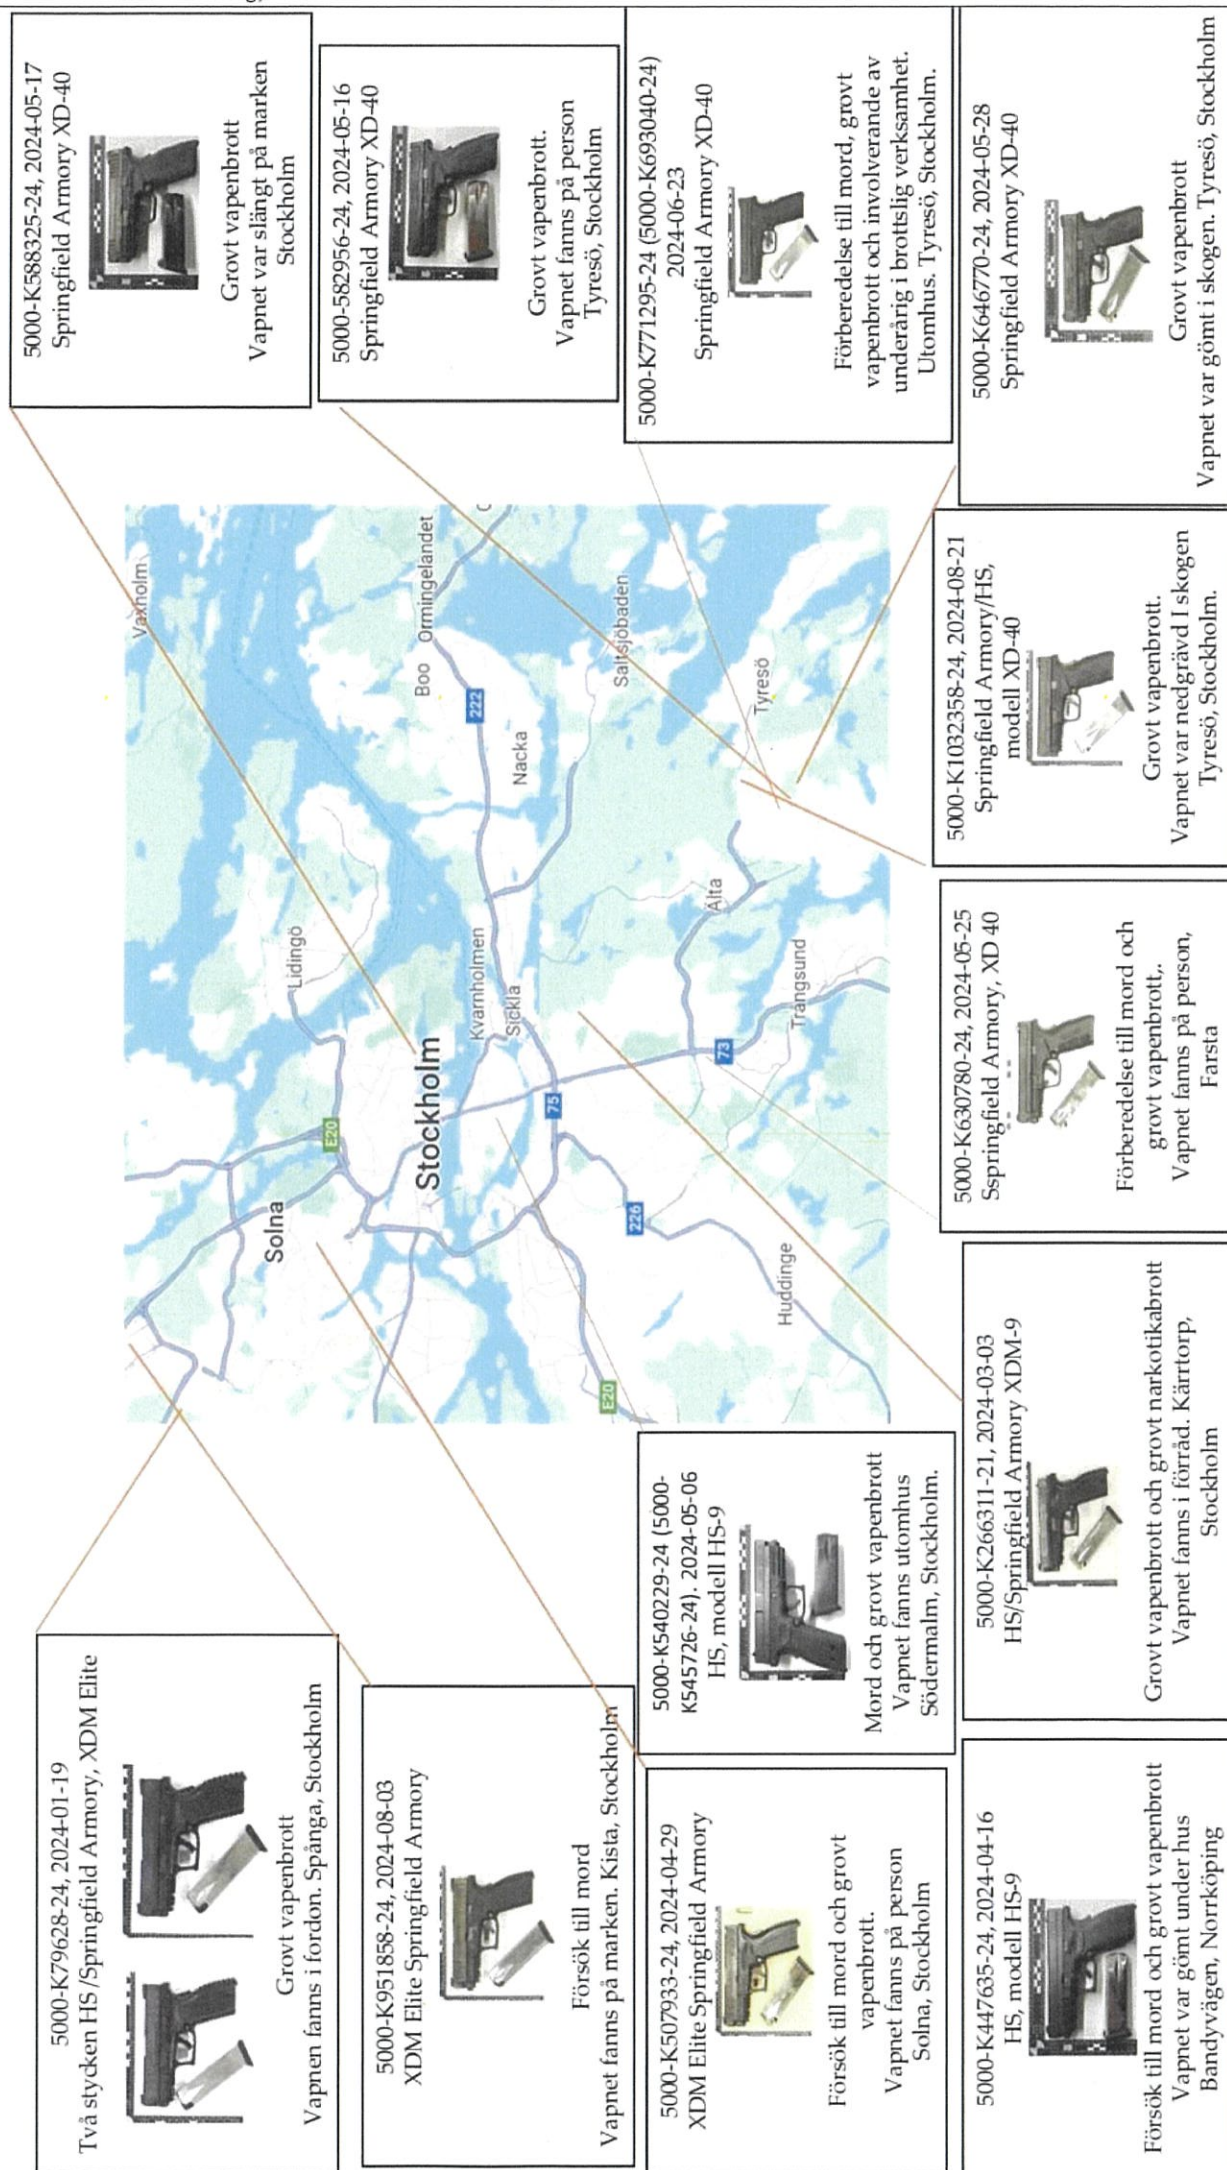 5000-K79628-24, 2024-01-19
Två stycken HS /Springfield Armory, XDM Elite
Grovt vapenbrott
Vapnen fanns i fordon. Spånga, Stockholm
5000-K951858-24, 2024-08-03
XDM Elite Springfield Armory
Försök till mord
Vapnet fanns på marken. Kista, Stockholm
5000-K507933-24, 2024-04-29
XDM Elite Springfield Armory
Försök till mord och grovt
vapenbrott.
Vapnet fanns på person
Solna, Stockholm
5000-K447635-24, 2024-04-16
HS, modell HS-9
Försök till mord och grovt vapenbrott
Vapnet var gömt under hus
Bandyvägen, Norrköping
5000-K540229-24 (5000-
K545726-24). 2024-05-06
HS, modell HS-9
Mord och grovt vapenbrott
Vapnet fanns utomhus
Södermalm, Stockholm.
5000-K266311-21, 2024-03-03
HS/Springfield Armory XDM-9
Grovt vapenbrott och grovt narkotikabrott
Vapnet fanns i förråd. Kärrtorp,
Stockholm
5000-K630780-24, 2024-05-25
Sspringfield Armory, XD 40
Förberedelse till mord och
grovt vapenbrott,.
Vapnet fanns på person,
Farsta
5000-K1032358-24, 2024-08-21
Springfield Armory/HS,
modell XD-40
Grovt vapenbrott.
Vapnet var nedgrävd I skogen
Tyresö, Stockholm.
5000-K588325-24, 2024-05-17
Springfield Armory XD-40
Grovt vapenbrott
Vapnet var slängt på marken
Stockholm
5000-582956-24, 2024-05-16
Springfield Armory XD-40
Grovt vapenbrott.
Vapnet fanns på person
Tyresö, Stockholm
5000-K771295-24 (5000-K693040-24)
2024-06-23
Springfield Armory XD-40
Förberedelse till mord, grovt
vapenbrott och involverande av
underårig i brottslig verksamhet.
Utomhus. Tyresö, Stockholm.
5000-K646770-24, 2024-05-28
Springfield Armory XD-40
Grovt vapenbrott
Vapnet var gömt i skogen. Tyresö, Stockholm
Vaxholm
Lidingö
Solna
E20
Stockholm
Boo
Ormingelandet
222
Kvarnholmen
Sickla
Nacka
75
E20
226
Saltsjöbaden
Älta
73
Tyresö
Huddinge
Trångsund